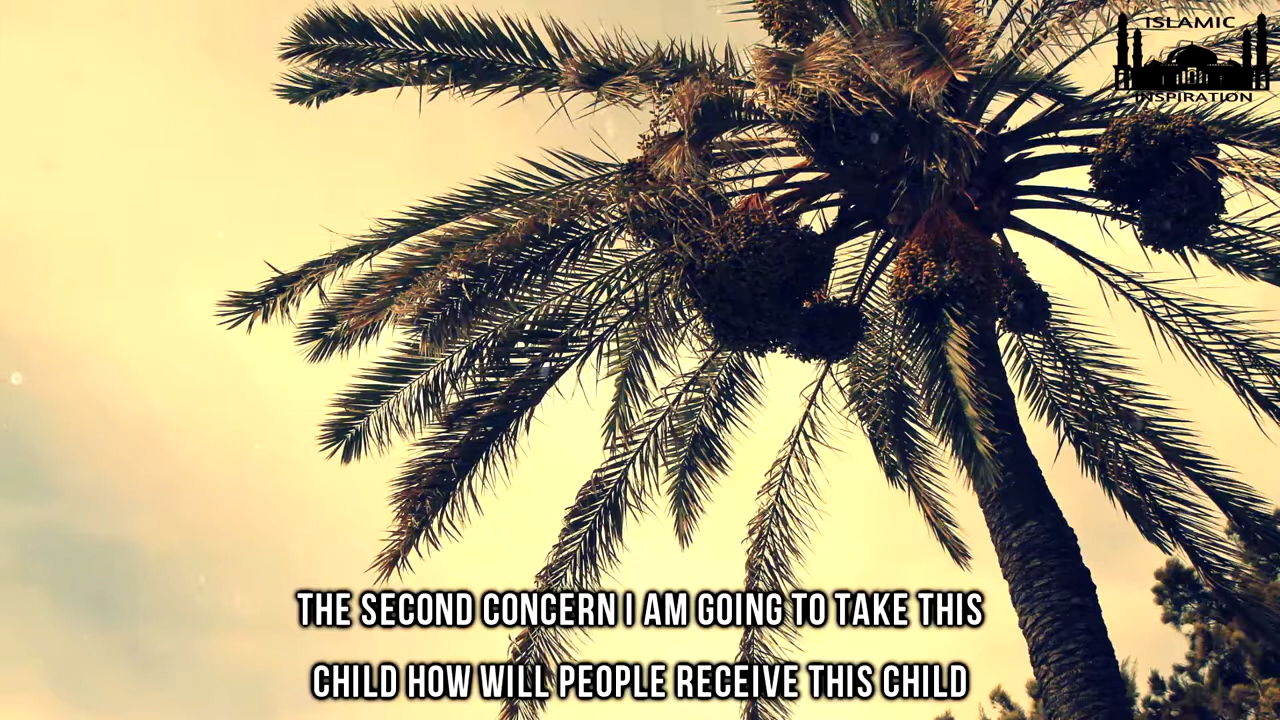 ISLAMIC
INSPIRATION
THE SECOND CONCERN I AM GOING TO TAKE THIS
CHILD HOW WILL PEOPLE RECEIVE THIS CHILD